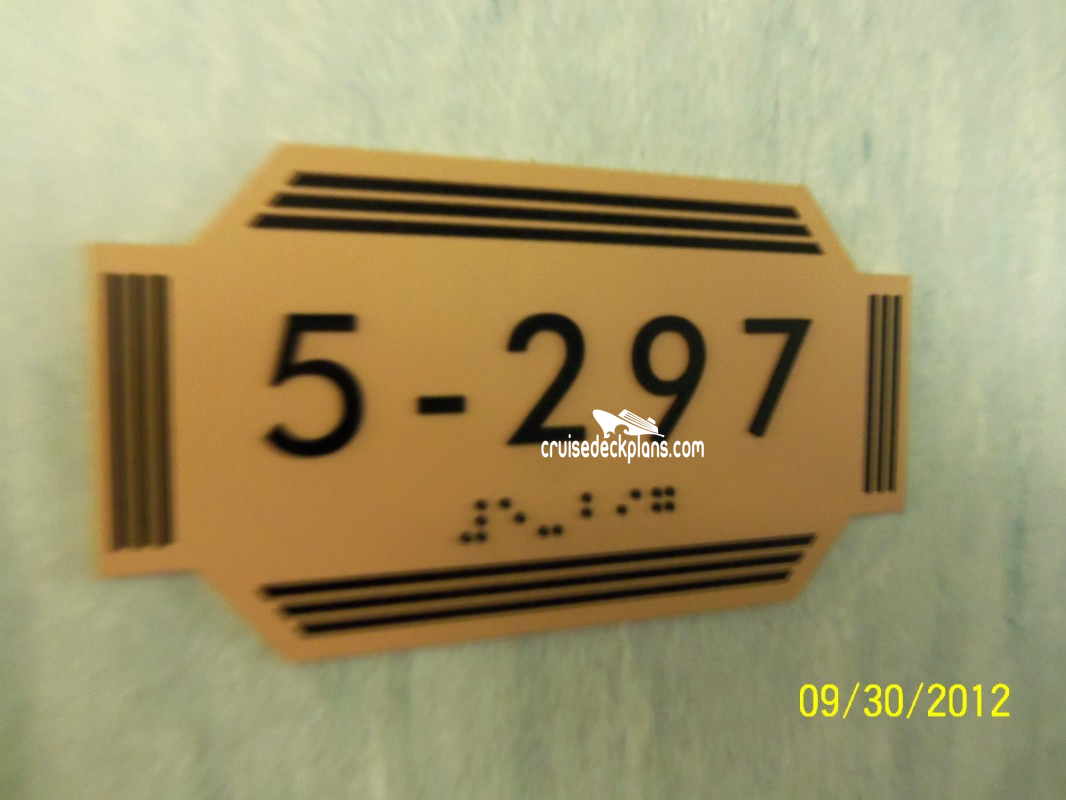 5-297
cruisedeckplans.com
⠼⠑⠤⠃⠊⠛
09/30/2012